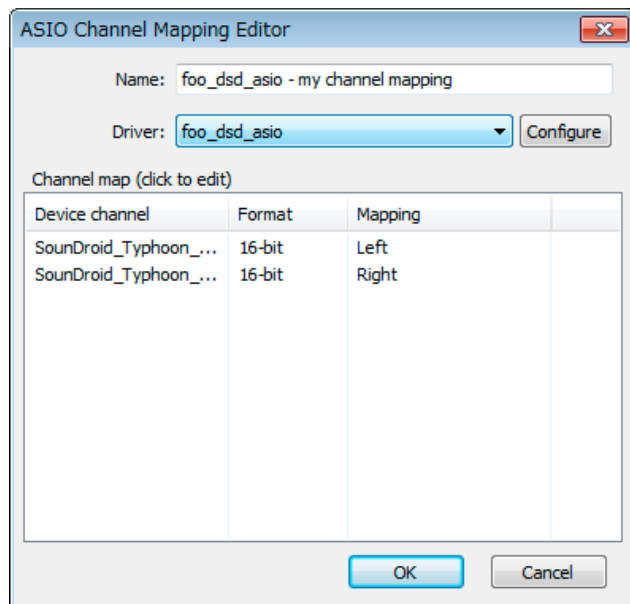 ASIO Channel Mapping Editor
Name: foo_dsd_asio - my channel mapping
Driver: foo_dsd_asio Configure
Channel map (click to edit)
Device channel Format Mapping
SounDroid_Typhoon_... 16-bit Left
SounDroid_Typhoon_... 16-bit Right
OK Cancel